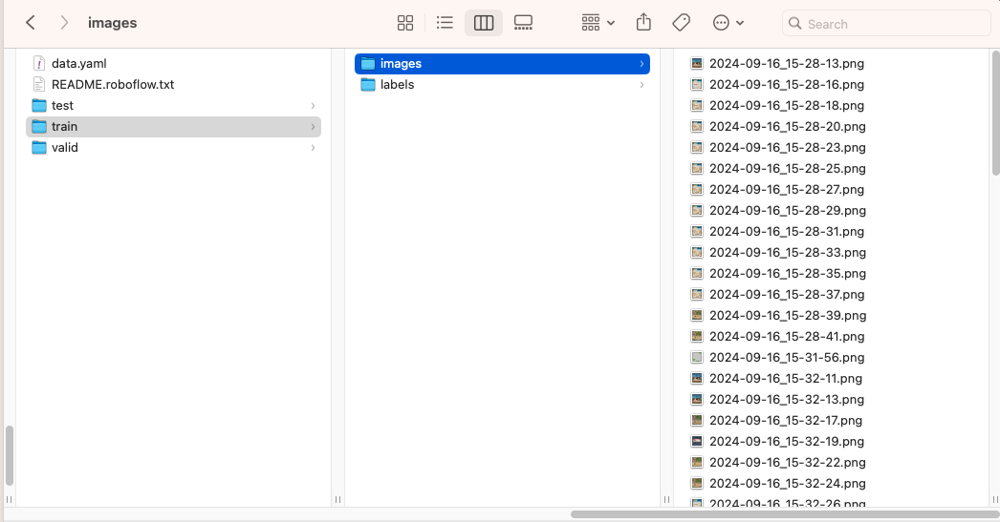 images
Search
data.yaml
README.roboflow.txt
test
train
valid
images
labels
2024-09-16_15-28-13.png
2024-09-16_15-28-16.png
2024-09-16_15-28-18.png
2024-09-16_15-28-20.png
2024-09-16_15-28-23.png
2024-09-16_15-28-25.png
2024-09-16_15-28-27.png
2024-09-16_15-28-29.png
2024-09-16_15-28-31.png
2024-09-16_15-28-33.png
2024-09-16_15-28-35.png
2024-09-16_15-28-37.png
2024-09-16_15-28-39.png
2024-09-16_15-28-41.png
2024-09-16_15-31-56.png
2024-09-16_15-32-11.png
2024-09-16_15-32-13.png
2024-09-16_15-32-17.png
2024-09-16_15-32-19.png
2024-09-16_15-32-22.png
2024-09-16_15-32-24.png
2024-09-16_15-32-26.png